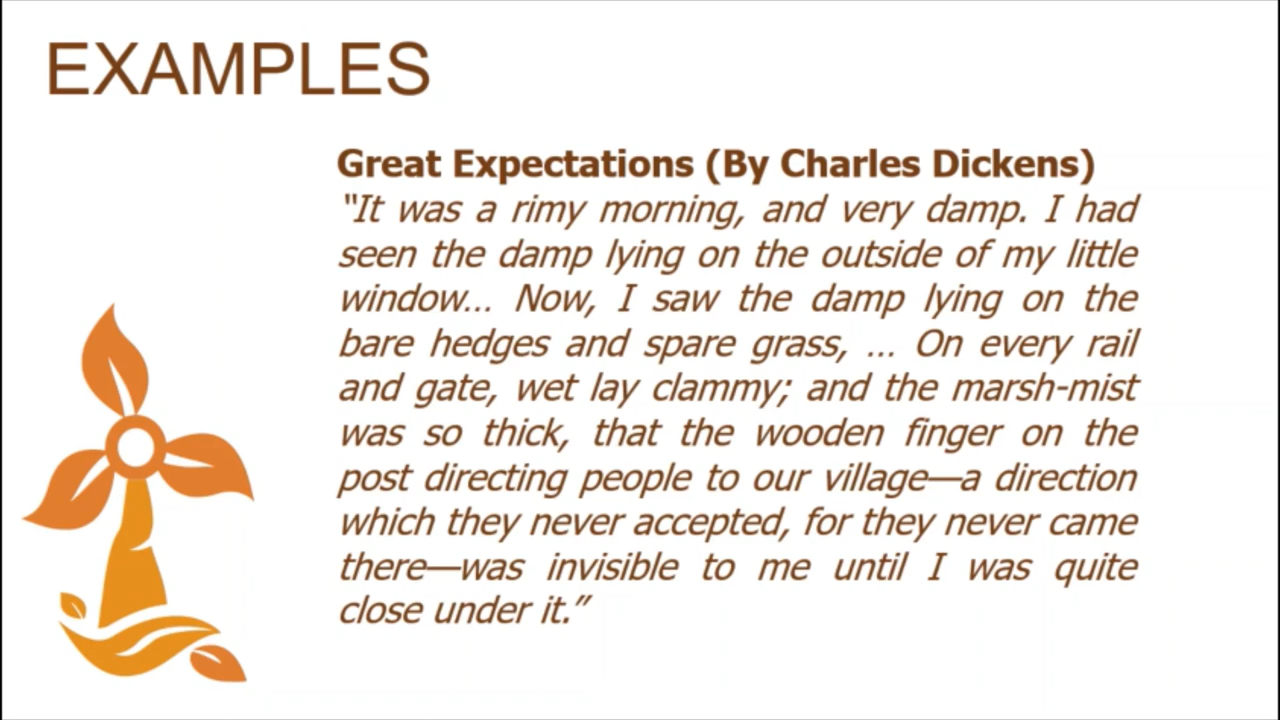 EXAMPLES
Great Expectations (By Charles Dickens)
“It was a rimy morning, and very damp. I had
seen the damp lying on the outside of my little
window... Now, I saw the damp lying on the
bare hedges and spare grass, ... On every rail
and gate, wet lay clammy; and the marsh-mist
was so thick, that the wooden finger on the
post directing people to our village—a direction
which they never accepted, for they never came
there—was invisible to me until I was quite
close under it.”